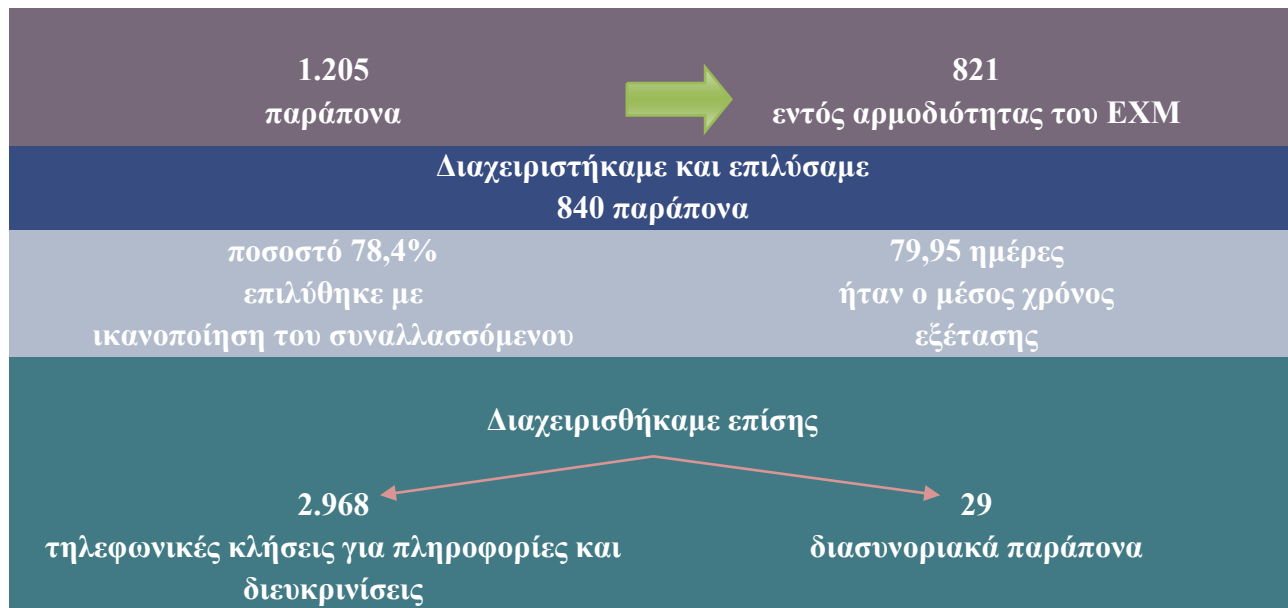 1.205
παράπονα
821
εντός αρμοδιότητας του ΕΧΜ
Διαχειριστήκαμε και επιλύσαμε
840 παράπονα
ποσοστό 78,4%
επιλύθηκε με
ικανοποίηση του συναλλασσόμενου
79,95 ημέρες
ήταν ο μέσος χρόνος
εξέτασης
Διαχειρισθήκαμε επίσης
2.968
τηλεφωνικές κλήσεις για πληροφορίες και
διευκρινίσεις
29
διασυνοριακά παράπονα